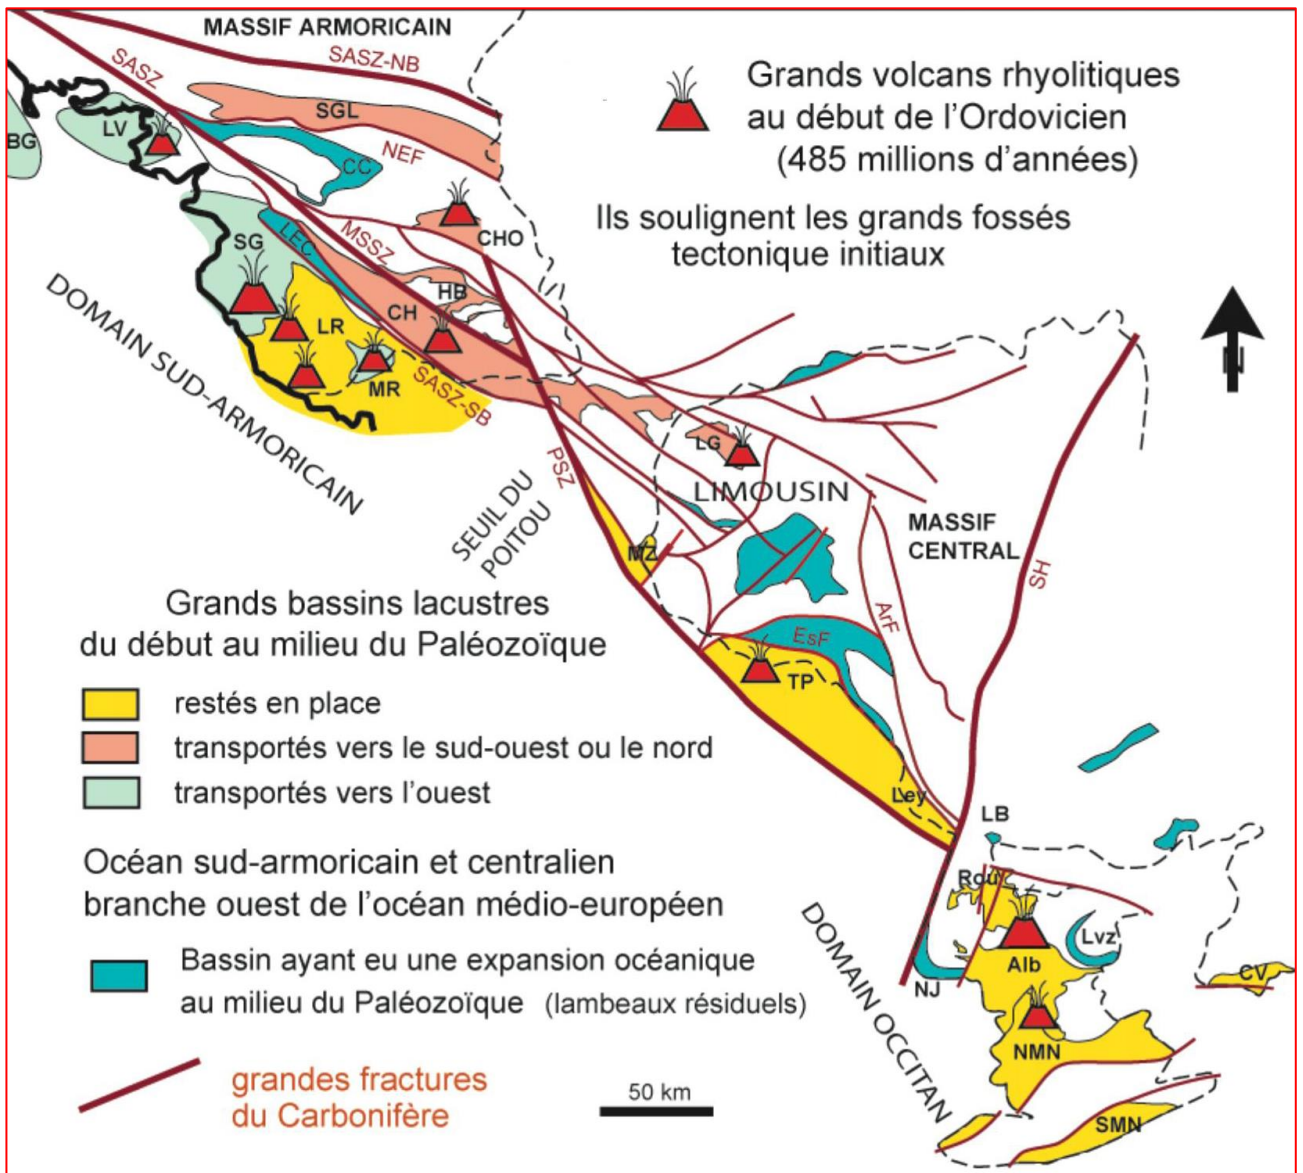 MASSIF ARMORICAIN
SASZ
SASZ-NB
SGL
NEF
BG
LV
CC
CHO
SG
LEC
MSSZ
HB
CH
LR
MR
SASZ-SB
DOMAIN SUD-ARMORICAIN
Grands volcans rhyolitiques
au début de l'Ordovicien
(485 millions d'années)
Ils soulignent les grands fossés
tectonique initiaux
N
PSZ
SEUIL DU
POITOU
LG
LIMOUSIN
MASSIF
CENTRAL
SH
MZ
ArF
EsF
TP
Ley
Grands bassins lacustres
du début au milieu du Paléozoïque
restés en place
transportés vers le sud-ouest ou le nord
transportés vers l'ouest
Océan sud-armoricain et centralien
branche ouest de l'océan médio-européen
Bassin ayant eu une expansion océanique
au milieu du Paléozoïque (lambeaux résiduels)
grandes fractures
du Carbonifère
50 km
LB
Rou
Lvz
Alb
NJ
CV
NMN
SMN
DOMAIN OCCITAN